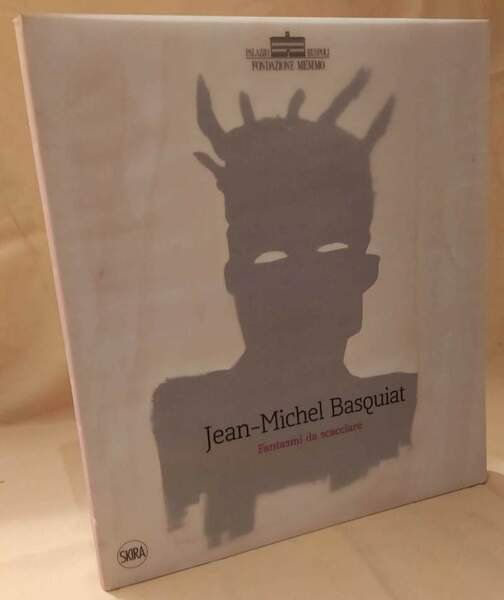 PALAZZO RUSPOLI
FONDAZIONE MEMMO
Jean-Michel Basquiat
Fantasmi da scacciare
SKIRA